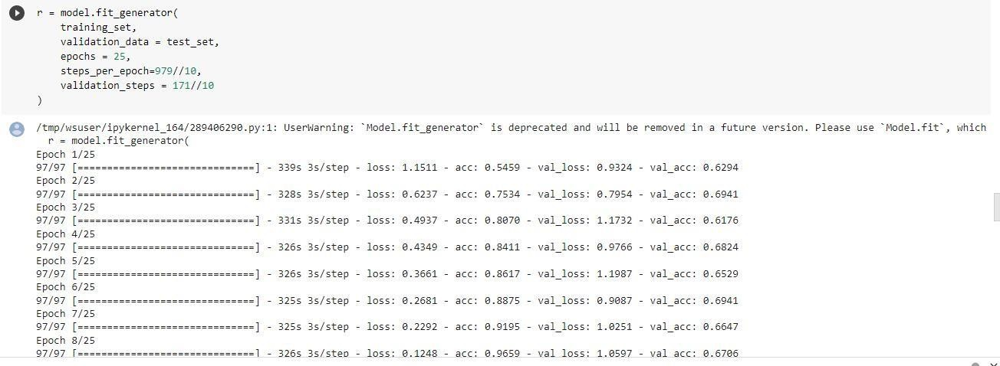 r = model.fit_generator(
training_set,
validation_data = test_set,
epochs = 25,
steps_per_epoch=979//10,
validation_steps = 171//10
)
/tmp/wsuser/ipykernel_164/289406290.py:1: UserWarning: `Model.fit_generator` is deprecated and will be removed in a future version. Please use `Model.fit`, which
r = model.fit_generator(
Epoch 1/25
97/97 [==============================] - 339s 3s/step - loss: 1.1511 - acc: 0.5459 - val_loss: 0.9324 - val_acc: 0.6294
Epoch 2/25
97/97 [==============================] - 328s 3s/step - loss: 0.6237 - acc: 0.7534 - val_loss: 0.7954 - val_acc: 0.6941
Epoch 3/25
97/97 [==============================] - 331s 3s/step - loss: 0.4937 - acc: 0.8070 - val_loss: 1.1732 - val_acc: 0.6176
Epoch 4/25
97/97 [==============================] - 326s 3s/step - loss: 0.4349 - acc: 0.8411 - val_loss: 0.9766 - val_acc: 0.6824
Epoch 5/25
97/97 [==============================] - 326s 3s/step - loss: 0.3661 - acc: 0.8617 - val_loss: 1.1987 - val_acc: 0.6529
Epoch 6/25
97/97 [==============================] - 325s 3s/step - loss: 0.2681 - acc: 0.8875 - val_loss: 0.9087 - val_acc: 0.6941
Epoch 7/25
97/97 [==============================] - 325s 3s/step - loss: 0.2292 - acc: 0.9195 - val_loss: 1.0251 - val_acc: 0.6647
Epoch 8/25
97/97 [==============================] - 326s 3s/step - loss: 0.1248 - acc: 0.9659 - val_loss: 1.0597 - val_acc: 0.6706